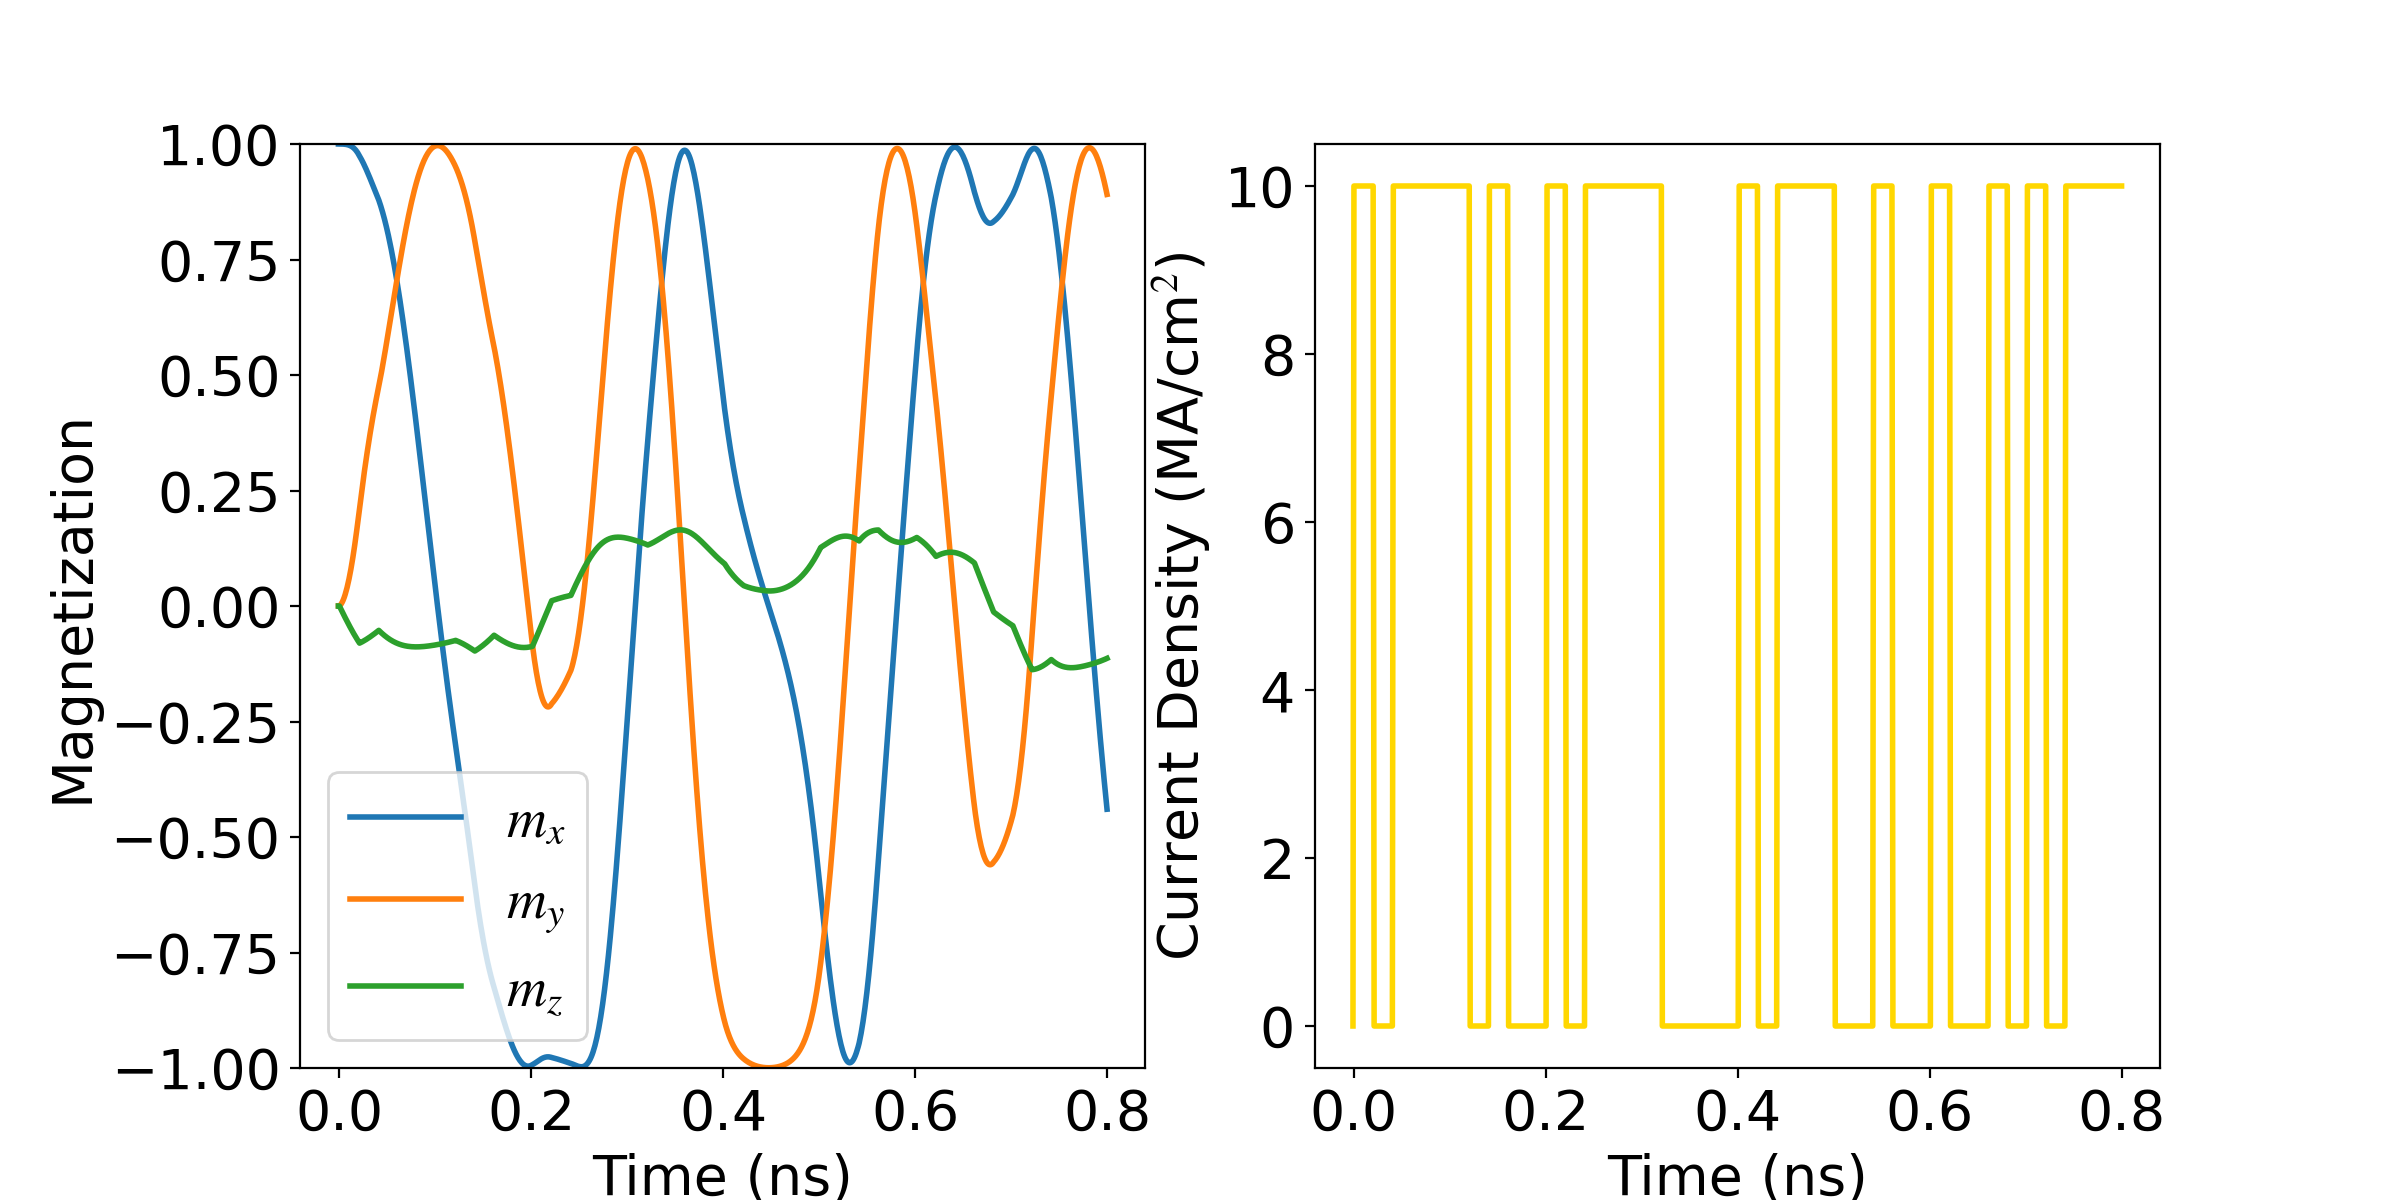 Magnetization
1.00
0.75
0.50
0.25
0.00
−0.25
−0.50
−0.75
−1.00
0.0 0.2 0.4 0.6 0.8
Time (ns)
m_x
m_y
m_z
Current Density (MA/cm²)
10
8
6
4
2
0
0.0 0.2 0.4 0.6 0.8
Time (ns)